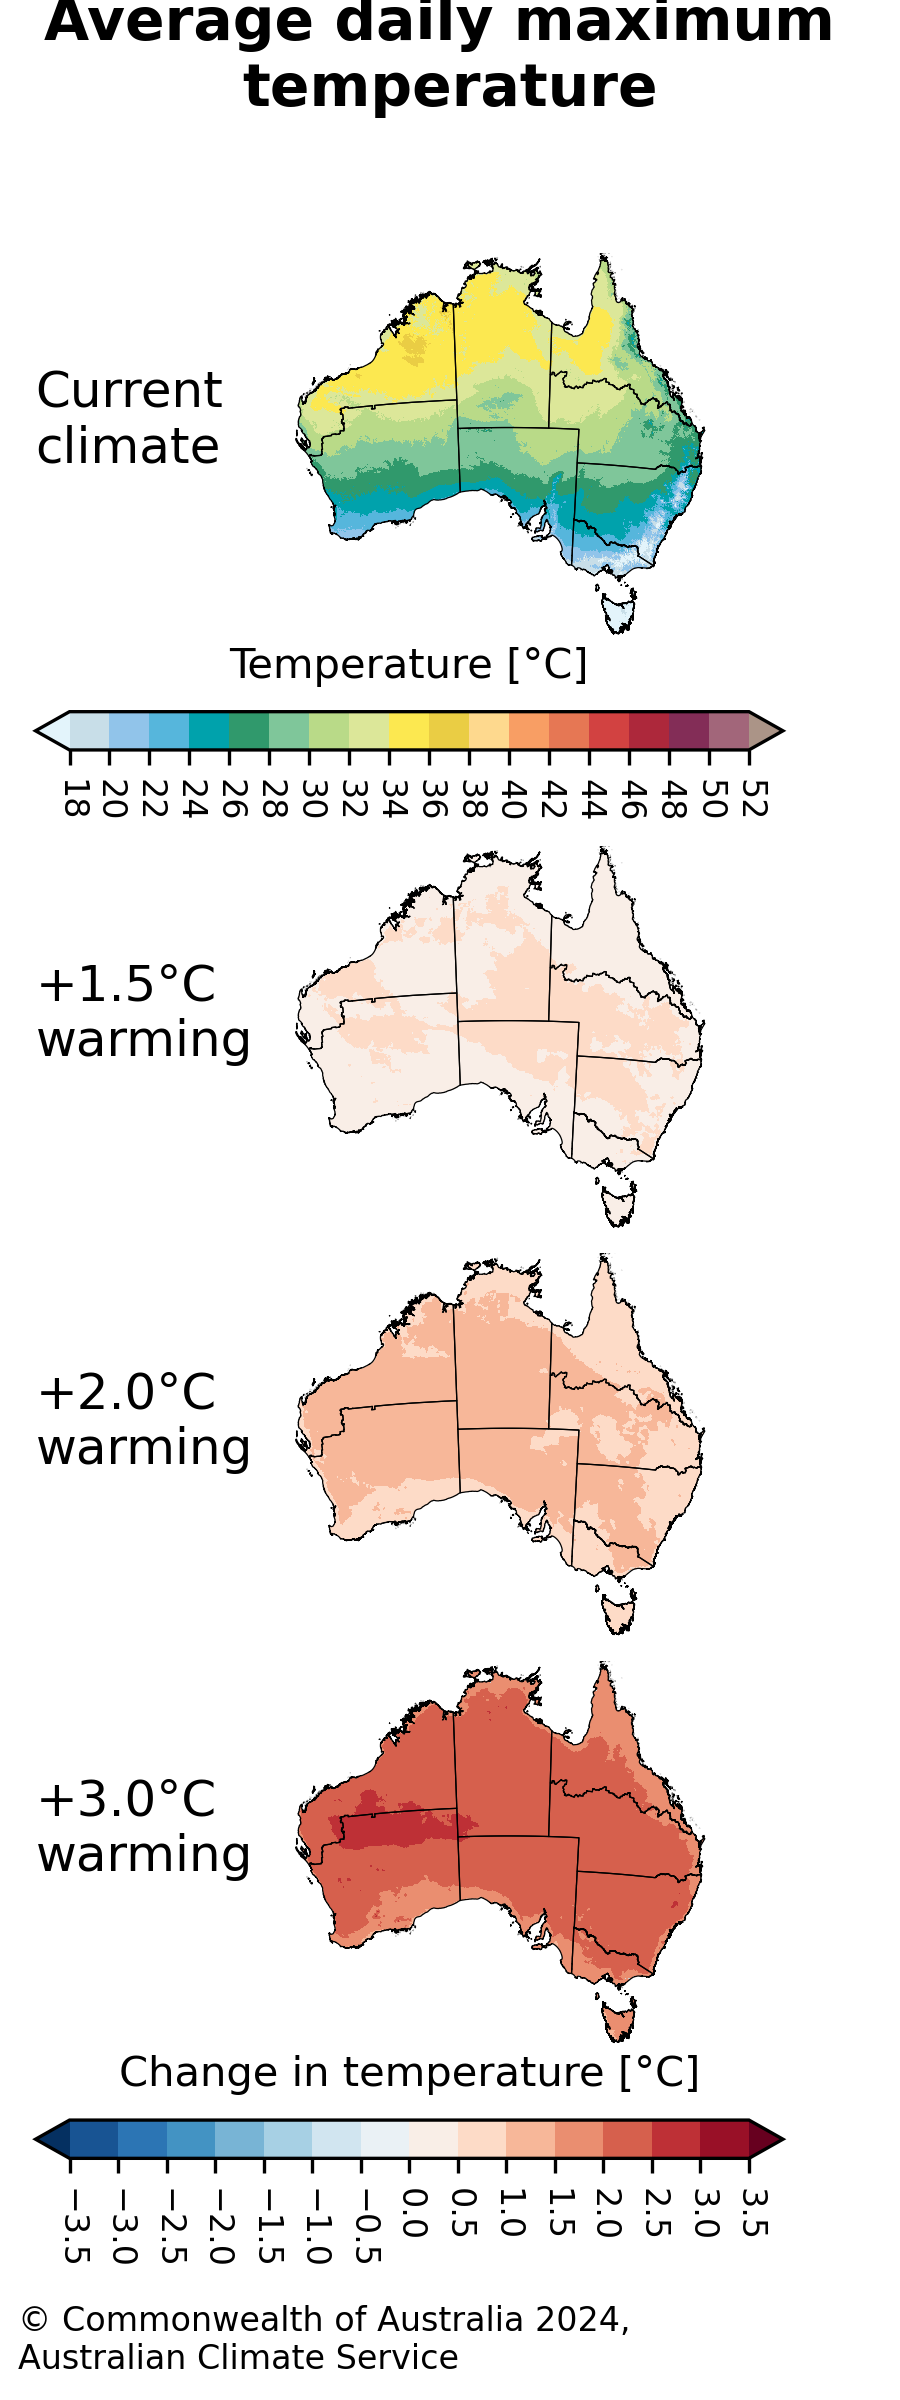 Average daily maximum
temperature
Current
climate
Temperature [°C]
18 20 22 24 26 28 30 32 34 36 38 40 42 44 46 48 50 52
+1.5°C
warming
+2.0°C
warming
+3.0°C
warming
Change in temperature [°C]
−3.5 −3.0 −2.5 −2.0 −1.5 −1.0 −0.5 0.0 0.5 1.0 1.5 2.0 2.5 3.0 3.5
© Commonwealth of Australia 2024,
Australian Climate Service